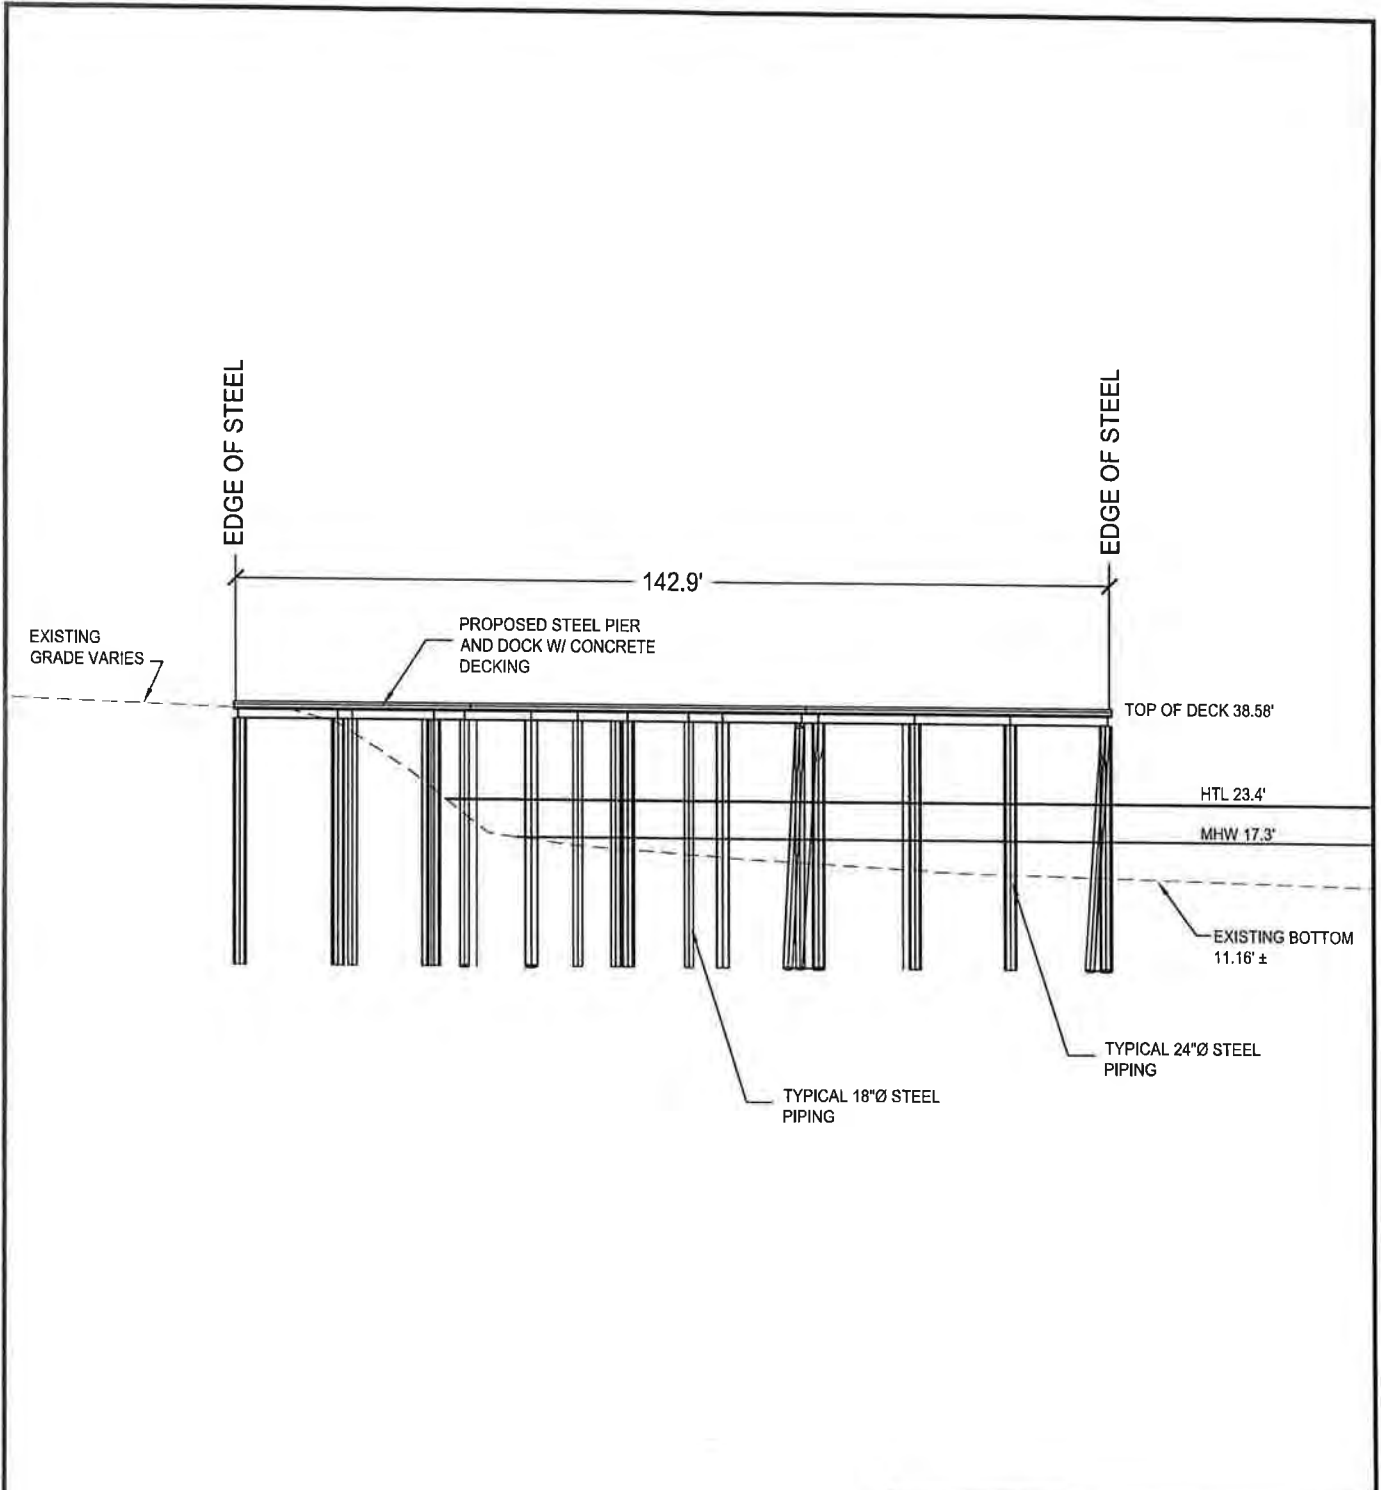 EDGE OF STEEL
EDGE OF STEEL
142.9'
EXISTING
GRADE VARIES
PROPOSED STEEL PIER
AND DOCK W/ CONCRETE
DECKING
TOP OF DECK 38.58'
HTL 23.4'
MHW 17.3'
EXISTING BOTTOM
11.16' ±
TYPICAL 24"Ø STEEL
PIPING
TYPICAL 18"Ø STEEL
PIPING